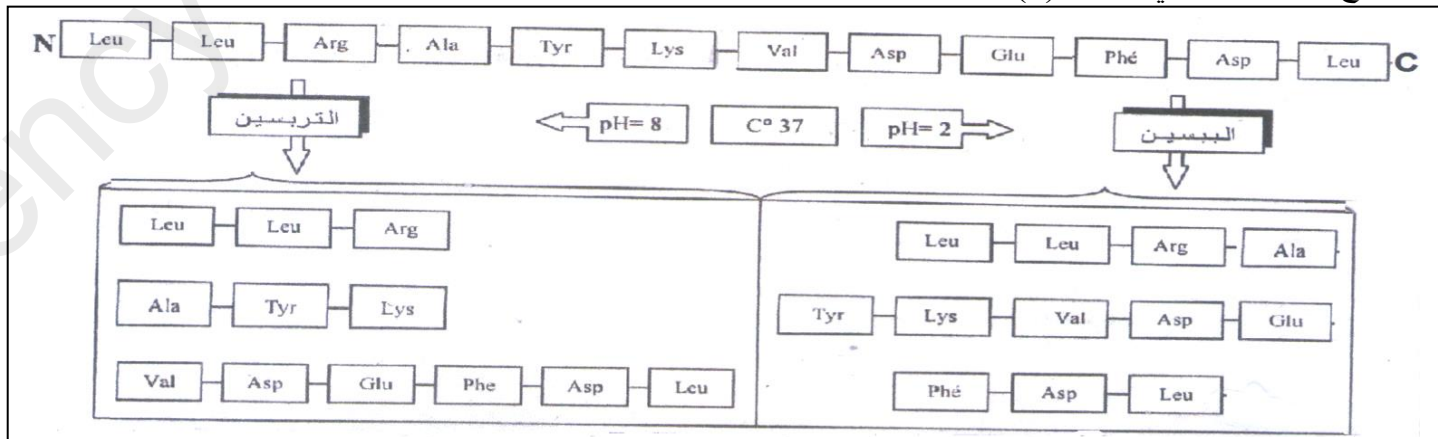 N Leu Leu Arg Ala Tyr Lys Val Asp Glu Phé Asp Leu C
التربسين pH= 8 C° 37 pH= 2 الببسين
Leu Leu Arg
Leu Leu Arg Ala
Ala Tyr Lys
Tyr Lys Val Asp Glu
Val Asp Glu Phe Asp Leu
Phé Asp Leu
ency